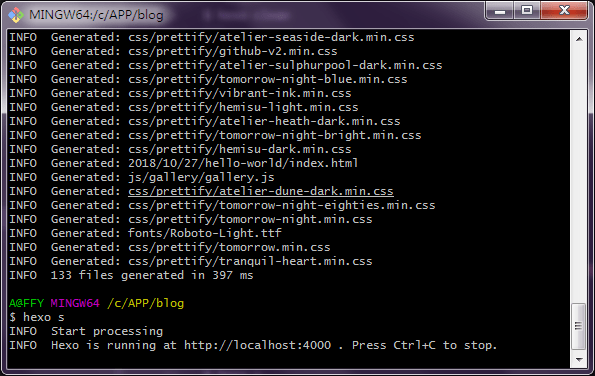 MINGW64:/c/APP/blog
INFO  Generated: css/prettify/atelier-seaside-dark.min.css
INFO  Generated: css/prettify/github-v2.min.css
INFO  Generated: css/prettify/atelier-sulphurpool-dark.min.css
INFO  Generated: css/prettify/tomorrow-night-blue.min.css
INFO  Generated: css/prettify/vibrant-ink.min.css
INFO  Generated: css/prettify/hemisu-light.min.css
INFO  Generated: css/prettify/atelier-heath-dark.min.css
INFO  Generated: css/prettify/tomorrow-night-bright.min.css
INFO  Generated: css/prettify/hemisu-dark.min.css
INFO  Generated: 2018/10/27/hello-world/index.html
INFO  Generated: js/gallery/gallery.js
INFO  Generated: css/prettify/atelier-dune-dark.min.css
INFO  Generated: css/prettify/tomorrow-night-eighties.min.css
INFO  Generated: css/prettify/tomorrow-night.min.css
INFO  Generated: fonts/Roboto-Light.ttf
INFO  Generated: css/prettify/tomorrow.min.css
INFO  Generated: css/prettify/tranquil-heart.min.css
INFO  133 files generated in 397 ms
A@FFY MINGW64 /c/APP/blog
$ hexo s
INFO  Start processing
INFO  Hexo is running at http://localhost:4000 . Press Ctrl+C to stop.